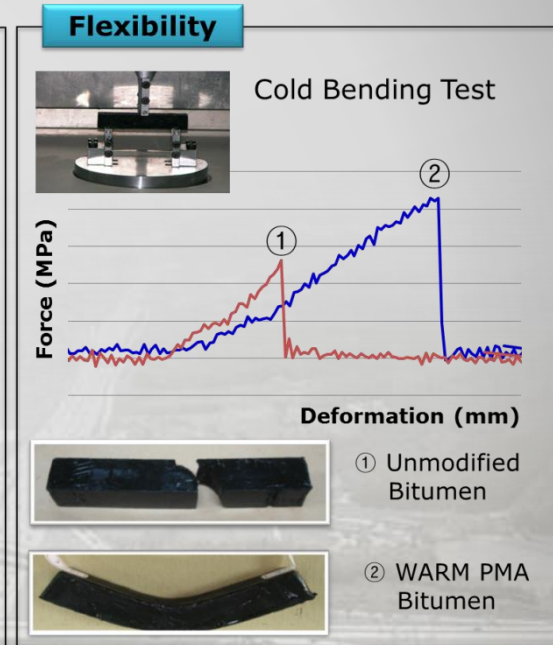 Flexibility
Cold Bending Test
②
①
Force (MPa)
Deformation (mm)
① Unmodified
Bitumen
② WARM PMA
Bitumen